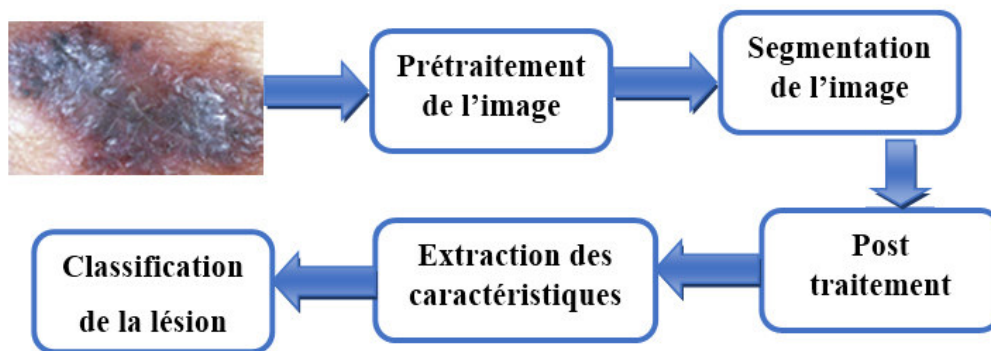 Prétraitement
de l’image
Segmentation
de l’image
Post
traitement
Extraction des
caractéristiques
Classification
de la lésion